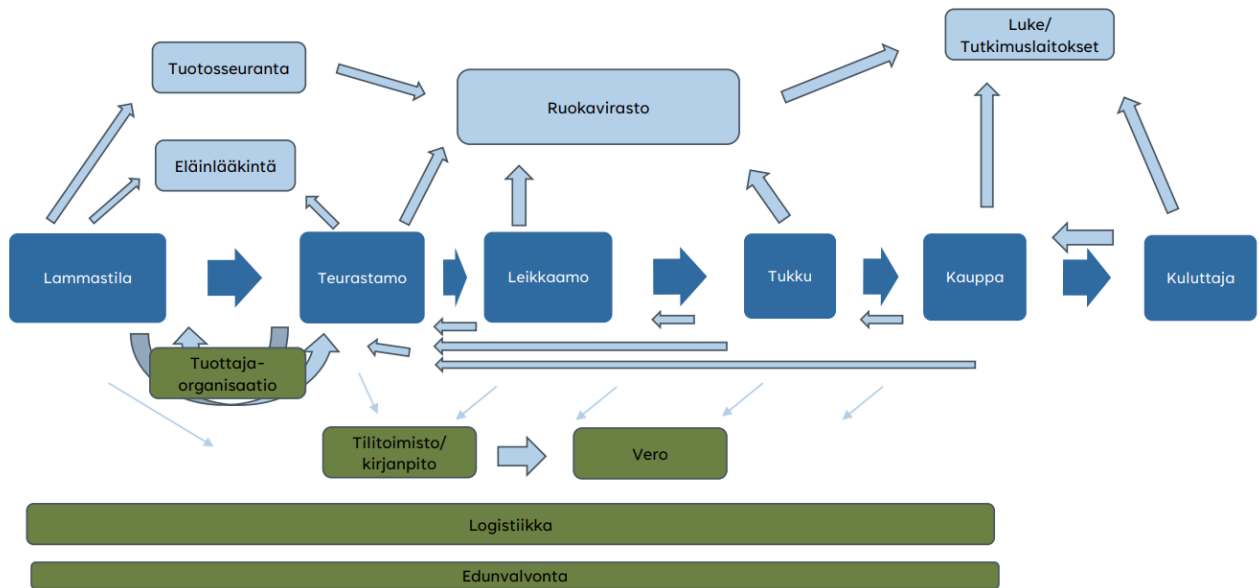 Luke/
Tutkimuslaitokset
Tuotosseuranta
Ruokavirasto
Eläinlääkintä
Lammastila
Teurastamo
Leikkaamo
Tukku
Kauppa
Kuluttaja
Tuottaja-
organisaatio
Tilitoimisto/
kirjanpito
Vero
Logistiikka
Edunvalvonta